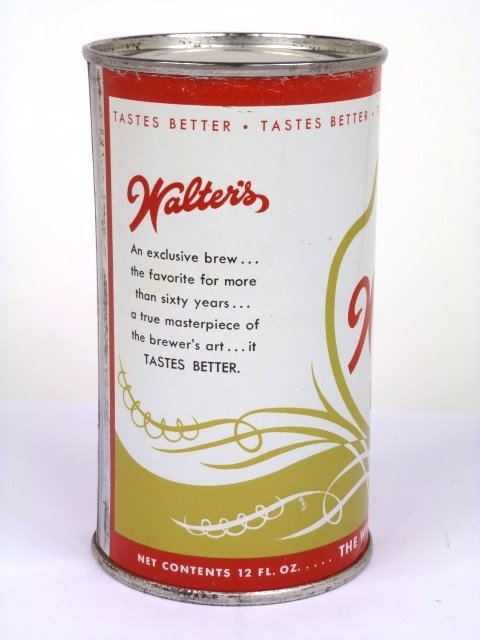 TASTES BETTER • TASTES BETTER •
Walter's
An exclusive brew...
the favorite for more
than sixty years...
a true masterpiece of
the brewer's art...it
TASTES BETTER.
NET CONTENTS 12 FL. OZ. . . . . THE